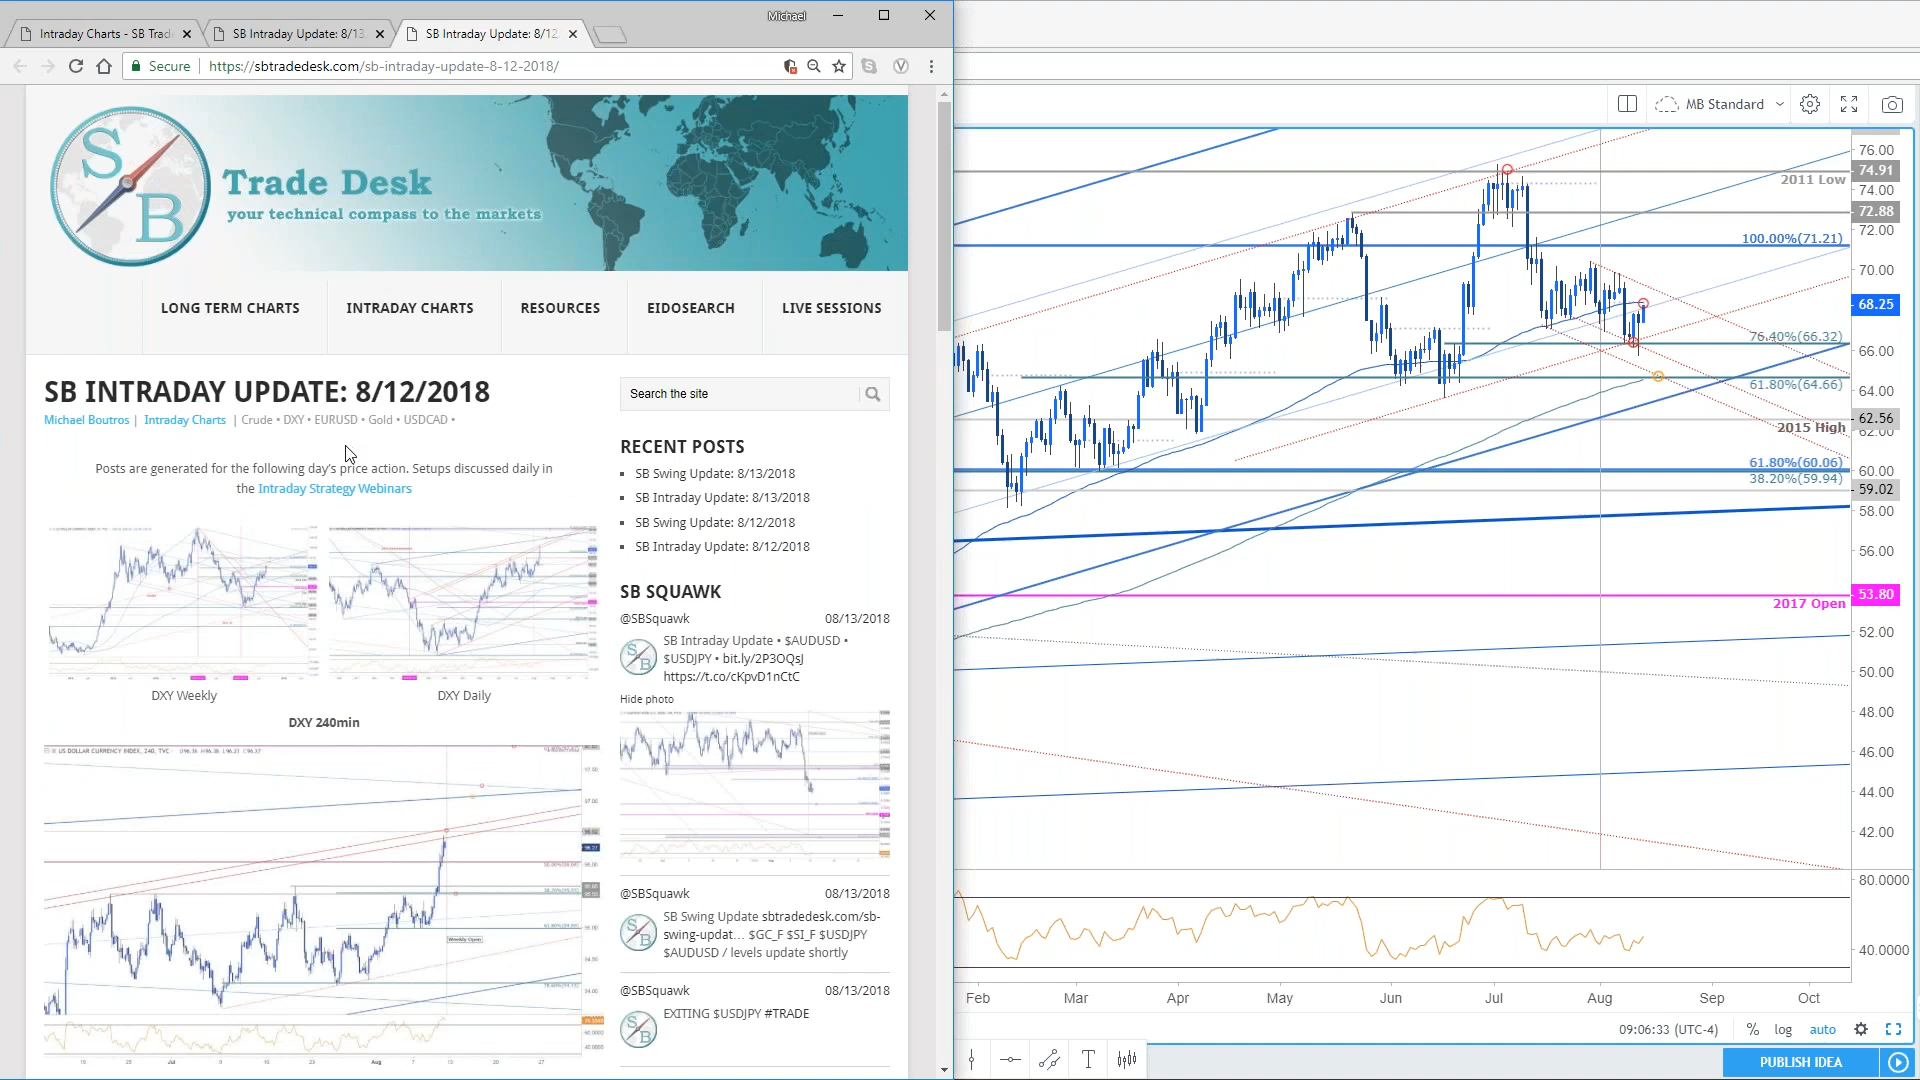 Michael
Intraday Charts - SB Trad
SB Intraday Update: 8/13
SB Intraday Update: 8/12
Secure
https://sbtradedesk.com/sb-intraday-update-8-12-2018/
S
B
Trade Desk
your technical compass to the markets
LONG TERM CHARTS
INTRADAY CHARTS
RESOURCES
EIDOSEARCH
LIVE SESSIONS
SB INTRADAY UPDATE: 8/12/2018
Michael Boutros | Intraday Charts | Crude • DXY • EURUSD • Gold • USDCAD •
Posts are generated for the following day's price action. Setups discussed daily in
the Intraday Strategy Webinars
DXY Weekly
DXY Daily
DXY 240min
US DOLLAR CURRENCY INDEX, 240, TVC
Weekly Open
Jul
Aug
Search the site
RECENT POSTS
SB Swing Update: 8/13/2018
SB Intraday Update: 8/13/2018
SB Swing Update: 8/12/2018
SB Intraday Update: 8/12/2018
SB SQUAWK
@SBSquawk 08/13/2018
SB Intraday Update • $AUDUSD •
$USDJPY • bit.ly/2P3OQsJ
https://t.co/cKpvD1nCtC
Hide photo
@SBSquawk 08/13/2018
SB Swing Update sbtradedesk.com/sb-
swing-updat... $GC_F $SI_F $USDJPY
$AUDUSD / levels update shortly
@SBSquawk 08/13/2018
EXITING $USDJPY #TRADE
MB Standard
76.00
74.91
2011 Low
74.00
72.88
72.00
100.00%(71.21)
70.00
68.25
76.40%(66.32)
66.00
61.80%(64.66)
64.00
62.56
2015 High
62.00
61.80%(60.06)
60.00
38.20%(59.94)
59.02
58.00
56.00
53.80
2017 Open
52.00
50.00
48.00
46.00
44.00
42.00
80.0000
40.0000
Feb
Mar
Apr
May
Jun
Jul
Aug
Sep
Oct
09:06:33 (UTC-4)
%
log
auto
T
PUBLISH IDEA